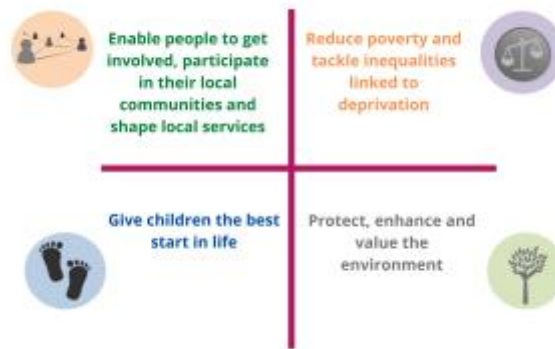 Enable people to get
involved, participate
in their local
communities and
shape local services
Reduce poverty and
tackle inequalities
linked to
deprivation
Give children the best
start in life
Protect, enhance and
value the
environment